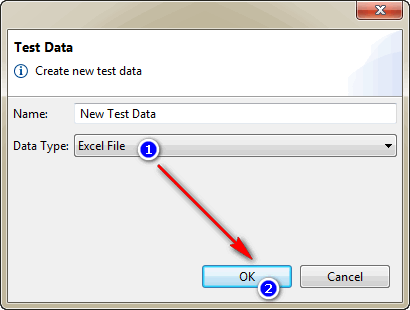 Test Data
Create new test data
Name: New Test Data
Data Type: Excel File 1
OK 2 Cancel